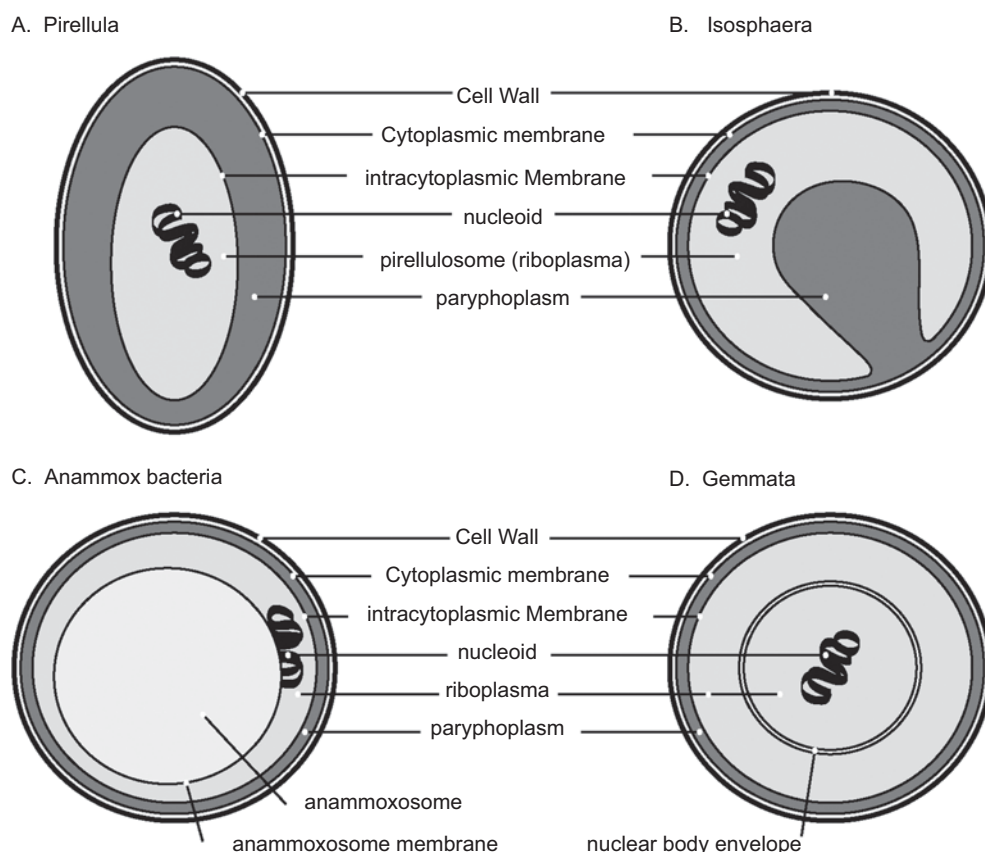 A. Pirellula
B. Isosphaera
Cell Wall
Cytoplasmic membrane
intracytoplasmic Membrane
nucleoid
pirellulosome (riboplasma)
paryphoplasm
C. Anammox bacteria
D. Gemmata
Cell Wall
Cytoplasmic membrane
intracytoplasmic Membrane
nucleoid
riboplasma
paryphoplasm
anammoxosome
anammoxosome membrane
nuclear body envelope